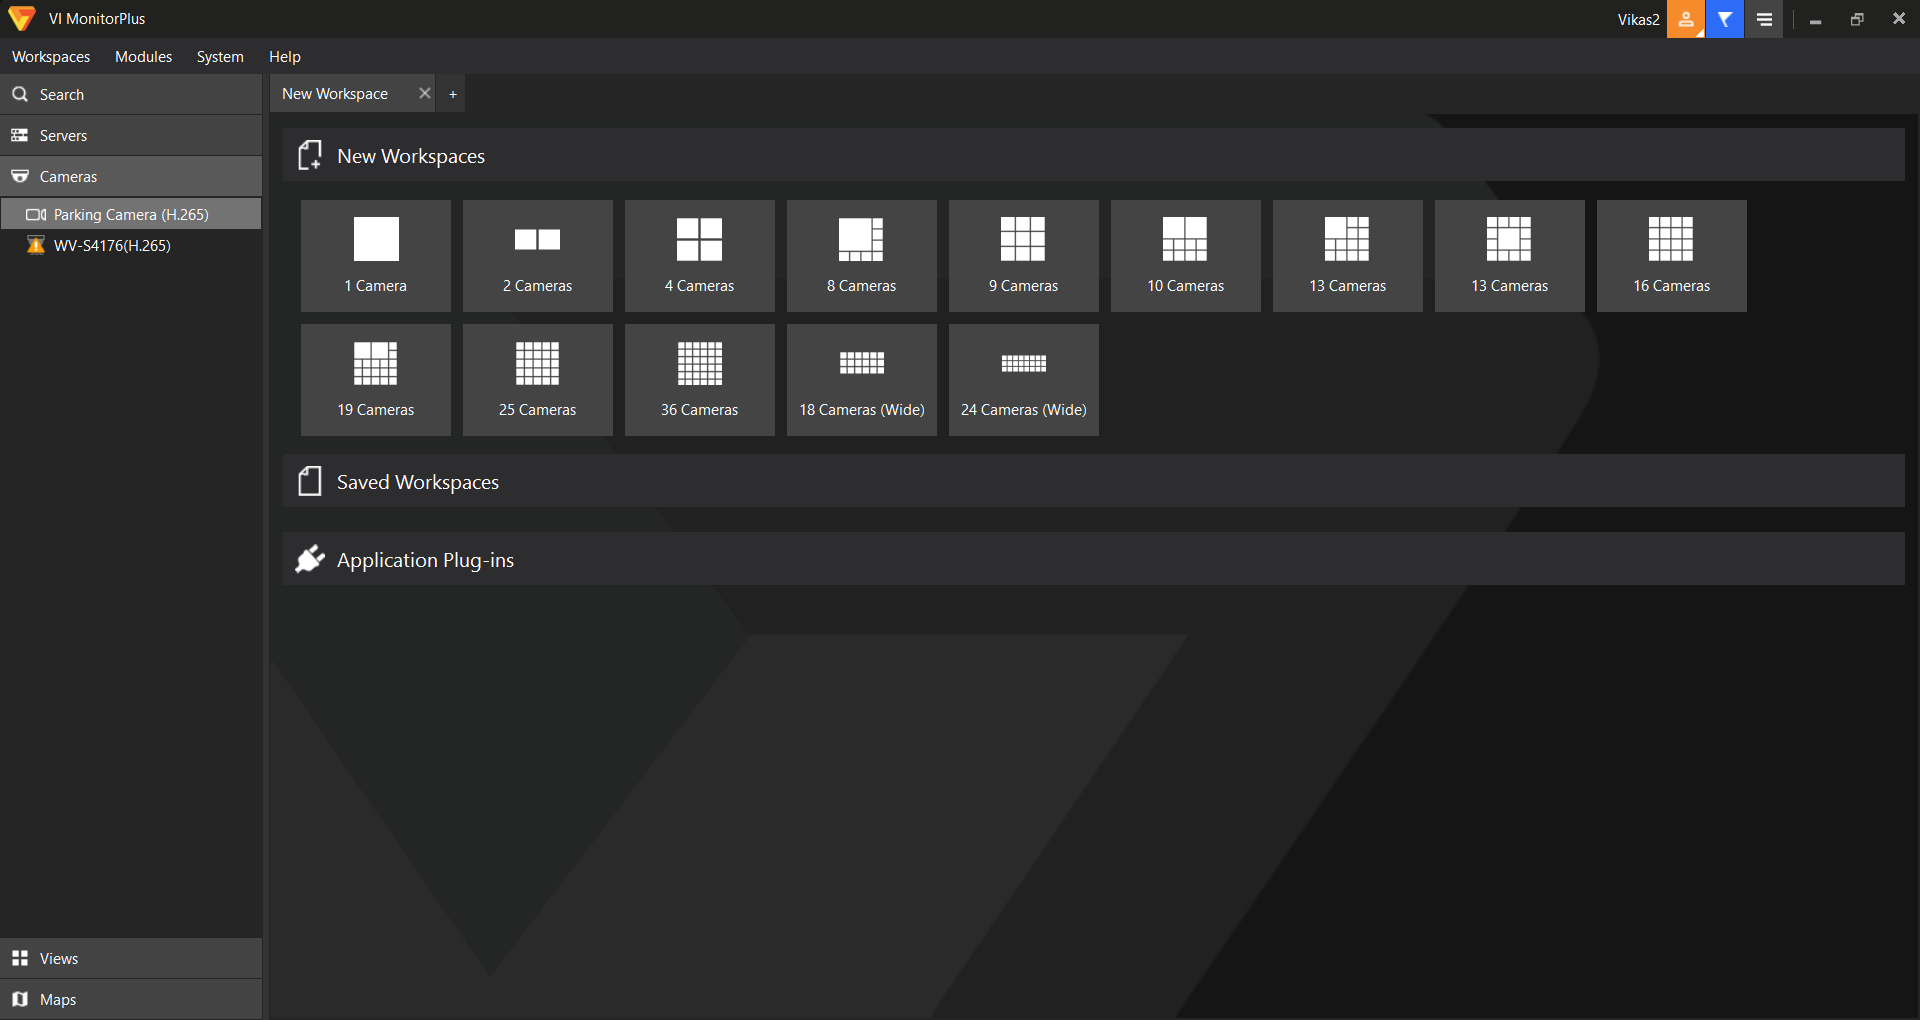 VI MonitorPlus
Vikas2
Workspaces Modules System Help
Search
Servers
Cameras
Parking Camera (H.265)
WV-S4176(H.265)
Views
Maps
New Workspace
+
New Workspaces
1 Camera
2 Cameras
4 Cameras
8 Cameras
9 Cameras
10 Cameras
13 Cameras
13 Cameras
16 Cameras
19 Cameras
25 Cameras
36 Cameras
18 Cameras (Wide)
24 Cameras (Wide)
Saved Workspaces
Application Plug-ins